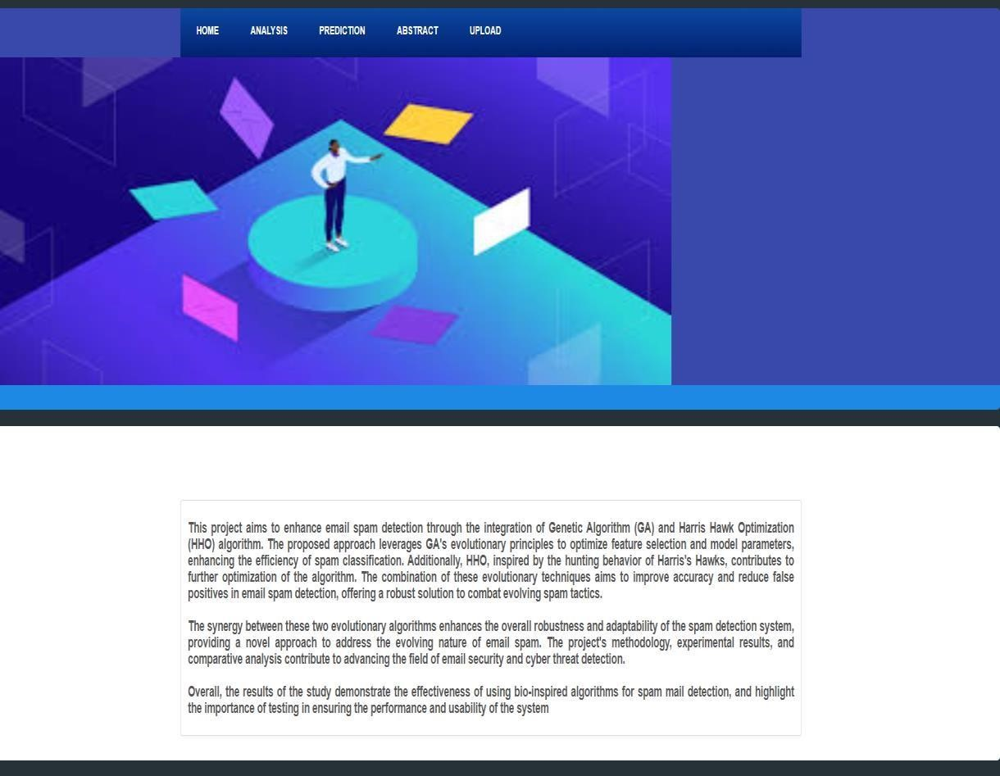 HOME ANALYSIS PREDICTION ABSTRACT UPLOAD
This project aims to enhance email spam detection through the integration of Genetic Algorithm (GA) and Harris Hawk Optimization
(HHO) algorithm. The proposed approach leverages GA's evolutionary principles to optimize feature selection and model parameters,
enhancing the efficiency of spam classification. Additionally, HHO, inspired by the hunting behavior of Harris's Hawks, contributes to
further optimization of the algorithm. The combination of these evolutionary techniques aims to improve accuracy and reduce false
positives in email spam detection, offering a robust solution to combat evolving spam tactics.
The synergy between these two evolutionary algorithms enhances the overall robustness and adaptability of the spam detection system,
providing a novel approach to address the evolving nature of email spam. The project's methodology, experimental results, and
comparative analysis contribute to advancing the field of email security and cyber threat detection.
Overall, the results of the study demonstrate the effectiveness of using bio-inspired algorithms for spam mail detection, and highlight
the importance of testing in ensuring the performance and usability of the system